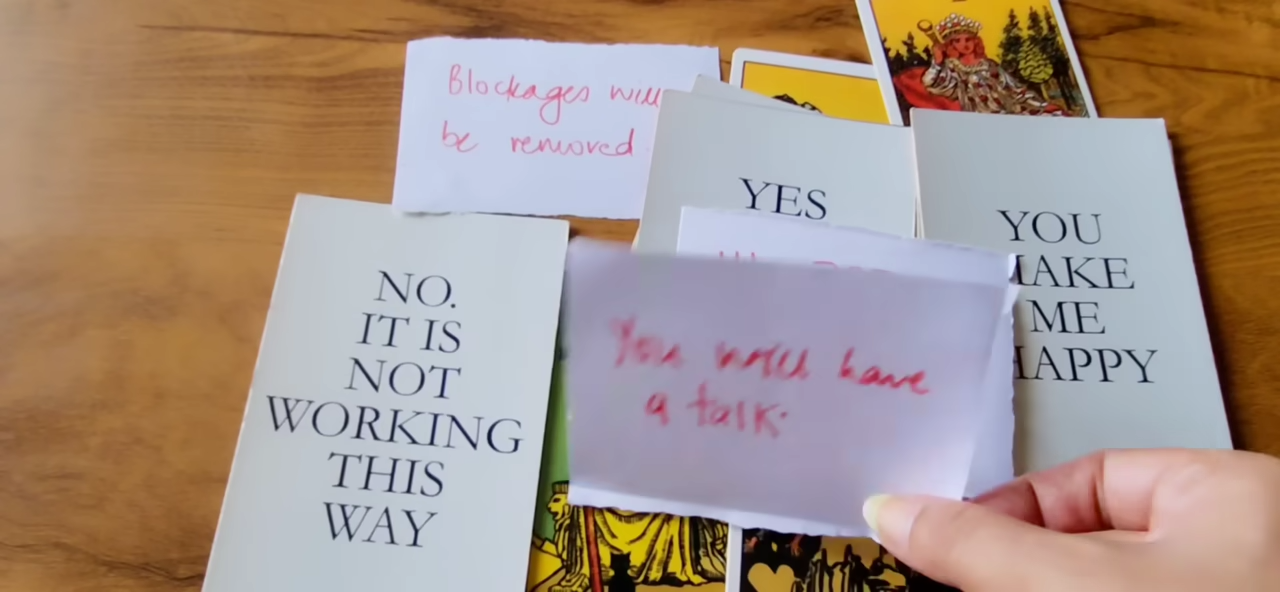 Blockages will
be removed.
YES
YOU
MAKE
ME
HAPPY
NO.
IT IS
NOT
WORKING
THIS
WAY
You will have
a talk.